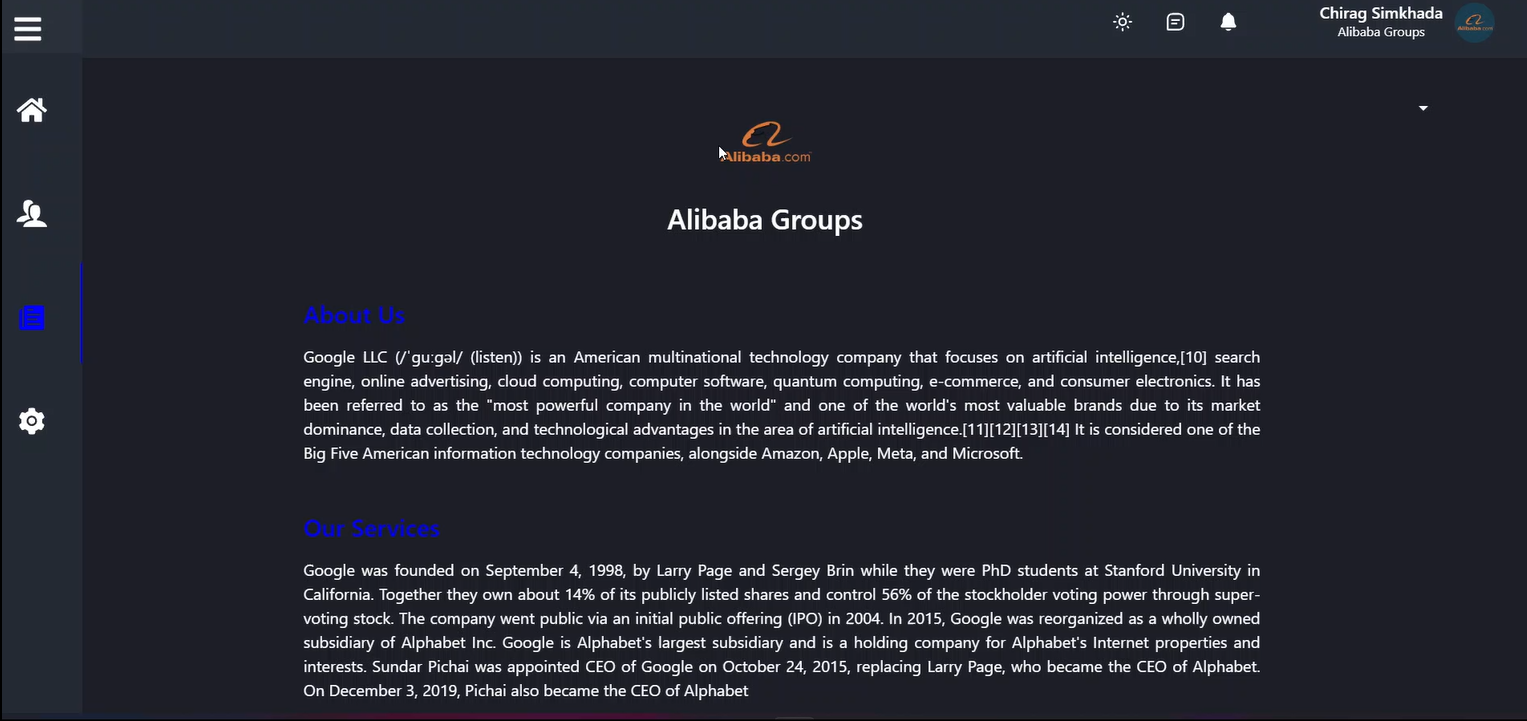 Chirag Simkhada
Alibaba Groups
Alibaba.com
Alibaba Groups
About Us
Google LLC (/ˈɡuːɡəl/ (listen)) is an American multinational technology company that focuses on artificial intelligence,[10] search
engine, online advertising, cloud computing, computer software, quantum computing, e-commerce, and consumer electronics. It has
been referred to as the "most powerful company in the world" and one of the world's most valuable brands due to its market
dominance, data collection, and technological advantages in the area of artificial intelligence.[11][12][13][14] It is considered one of the
Big Five American information technology companies, alongside Amazon, Apple, Meta, and Microsoft.
Our Services
Google was founded on September 4, 1998, by Larry Page and Sergey Brin while they were PhD students at Stanford University in
California. Together they own about 14% of its publicly listed shares and control 56% of the stockholder voting power through super-
voting stock. The company went public via an initial public offering (IPO) in 2004. In 2015, Google was reorganized as a wholly owned
subsidiary of Alphabet Inc. Google is Alphabet's largest subsidiary and is a holding company for Alphabet's Internet properties and
interests. Sundar Pichai was appointed CEO of Google on October 24, 2015, replacing Larry Page, who became the CEO of Alphabet.
On December 3, 2019, Pichai also became the CEO of Alphabet